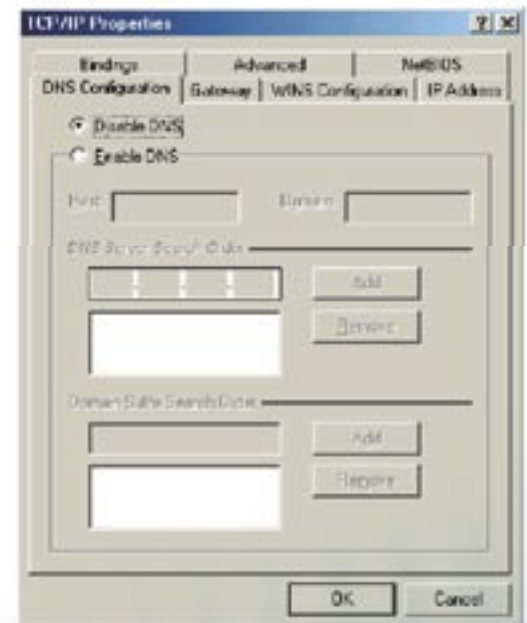 TCP/IP Properties
Bindings Advanced NetBIOS
DNS Configuration Gateway WINS Configuration IP Address
Disable DNS
Enable DNS
Host: Domain:
DNS Server Search Order
Add
Remove
Domain Suffix Search Order
Add
Remove
OK Cancel